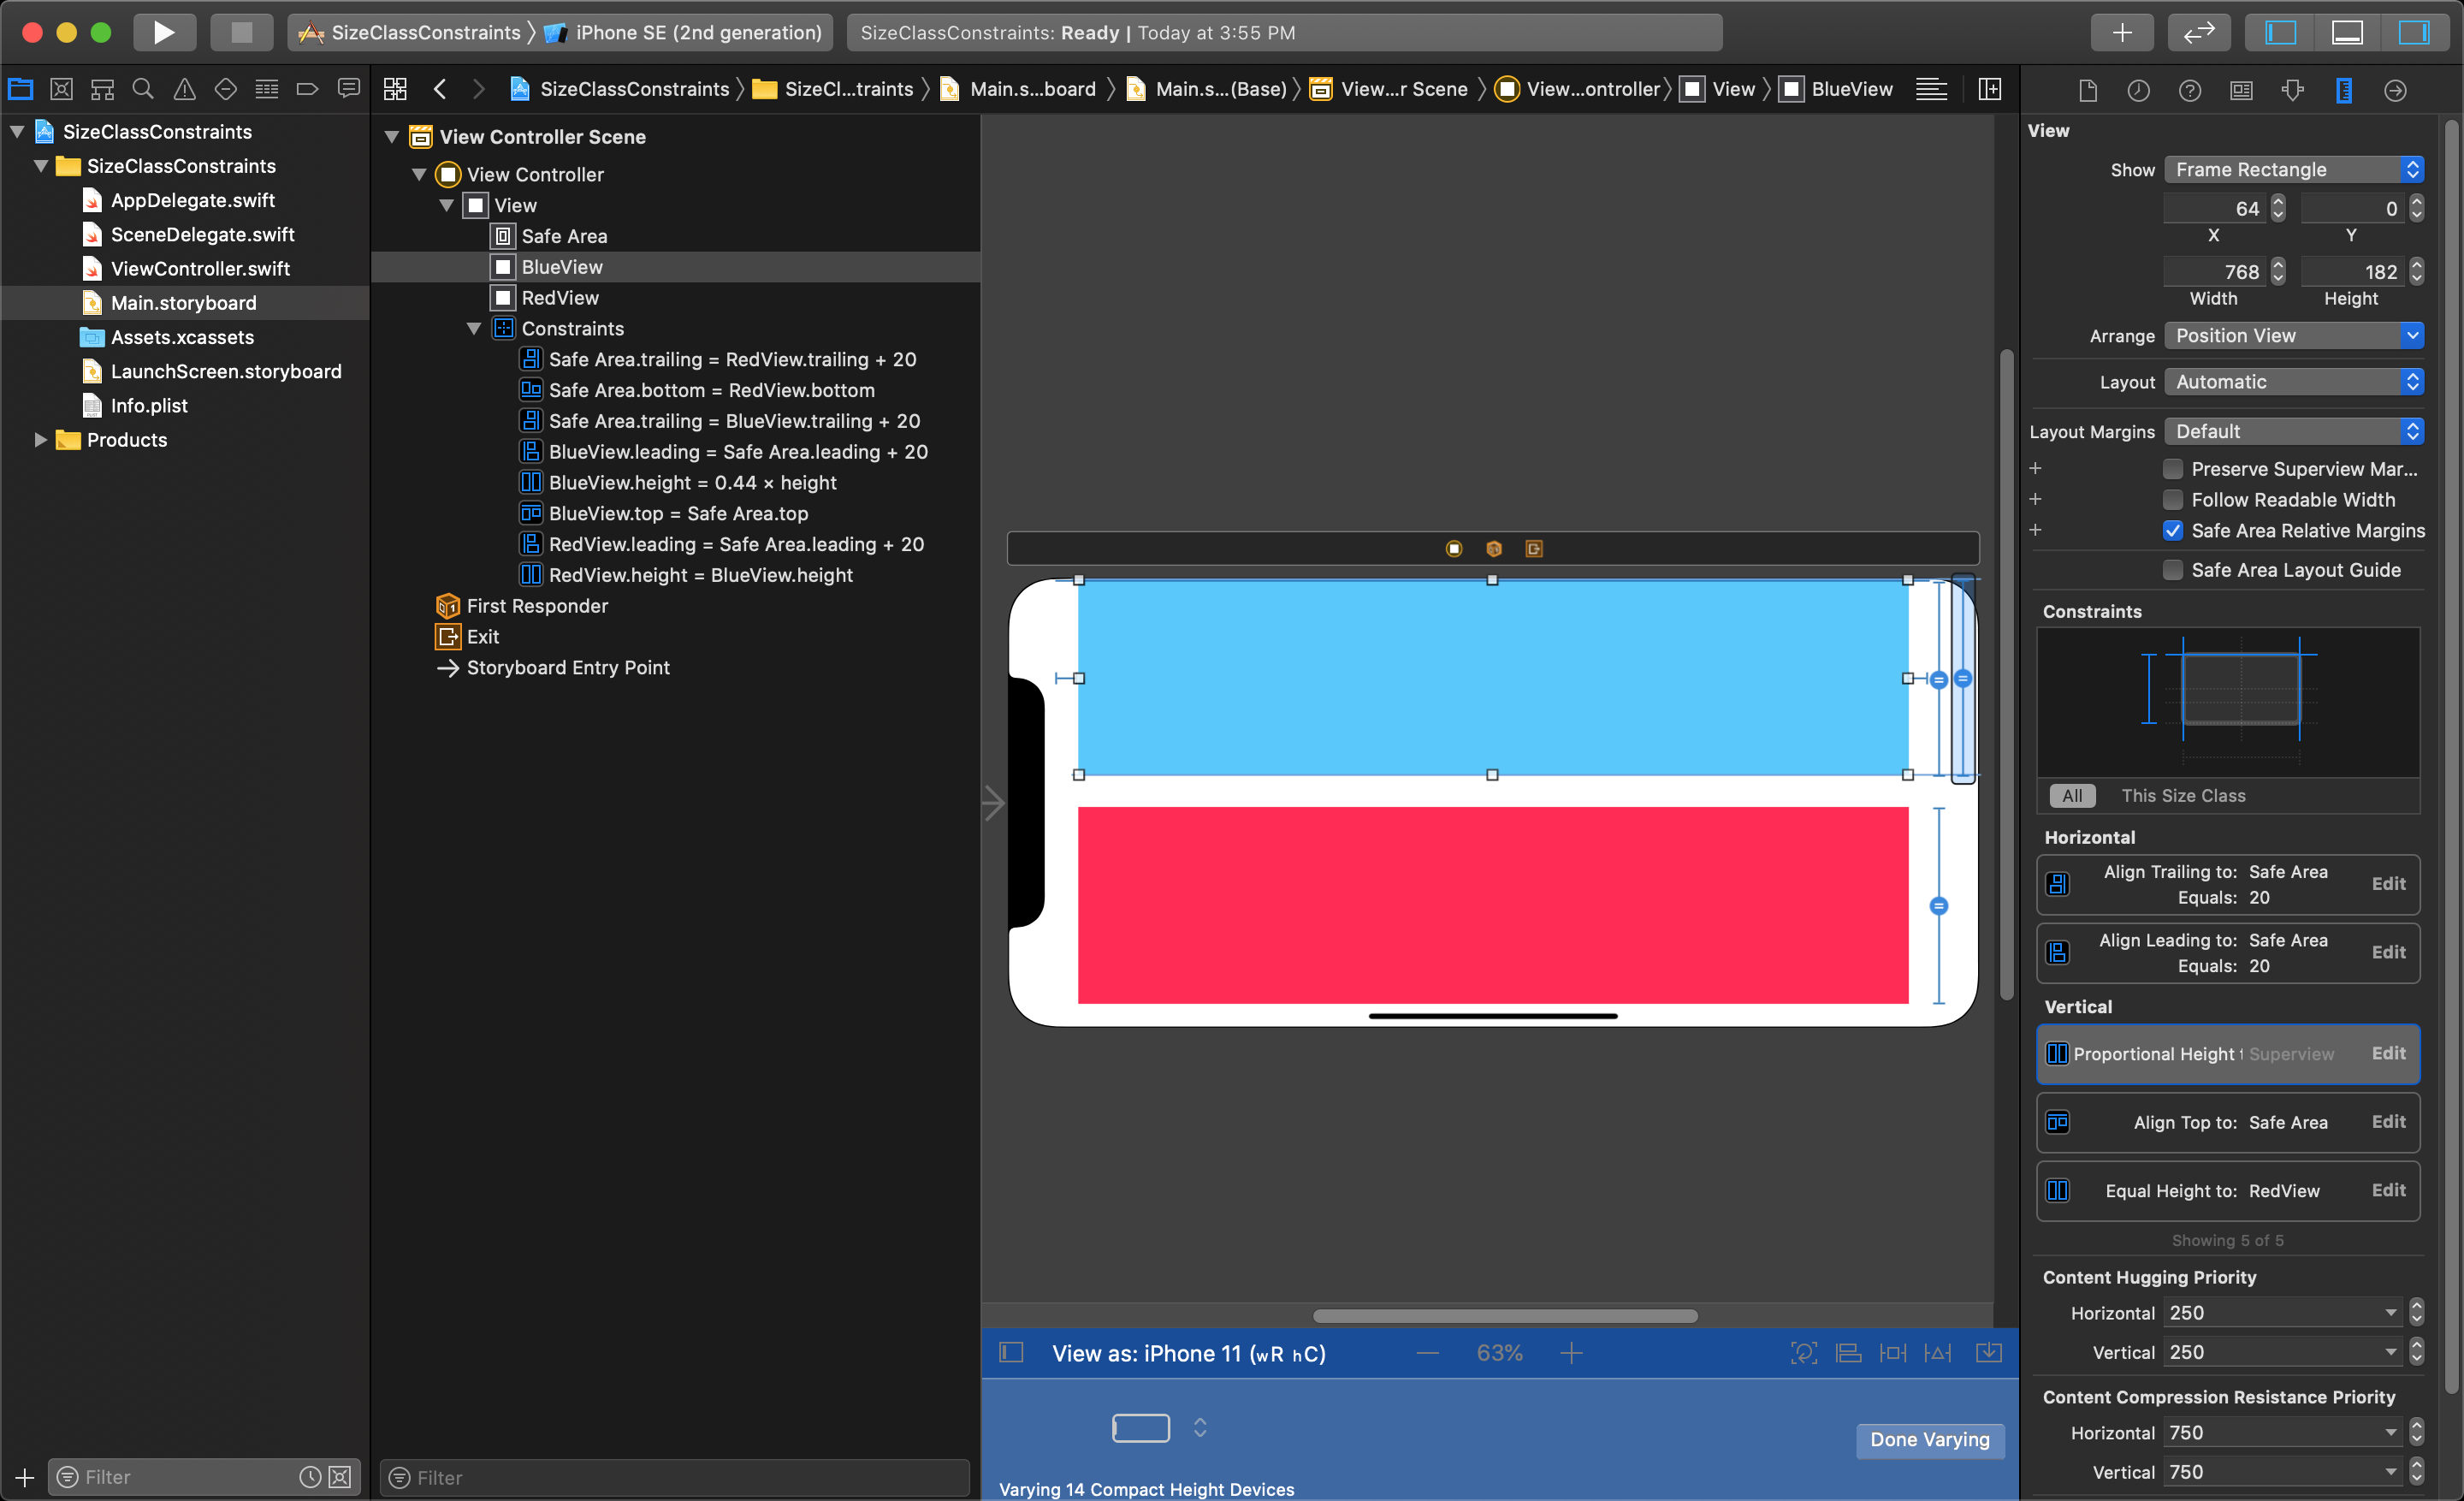 SizeClassConstraints
iPhone SE (2nd generation)
SizeClassConstraints: Ready | Today at 3:55 PM
SizeClassConstraints
SizeCl...traints
Main.s...board
Main.s...(Base)
View...r Scene
View...ontroller
View
BlueView
SizeClassConstraints
SizeClassConstraints
AppDelegate.swift
SceneDelegate.swift
ViewController.swift
Main.storyboard
Assets.xcassets
LaunchScreen.storyboard
Info.plist
Products
Filter
View Controller Scene
View Controller
View
Safe Area
BlueView
RedView
Constraints
Safe Area.trailing = RedView.trailing + 20
Safe Area.bottom = RedView.bottom
Safe Area.trailing = BlueView.trailing + 20
BlueView.leading = Safe Area.leading + 20
BlueView.height = 0.44 × height
BlueView.top = Safe Area.top
RedView.leading = Safe Area.leading + 20
RedView.height = BlueView.height
First Responder
Exit
Storyboard Entry Point
Filter
View as: iPhone 11 (wR hC)
63%
Done Varying
Varying 14 Compact Height Devices
View
Show Frame Rectangle
64 0
X Y
768 182
Width Height
Arrange Position View
Layout Automatic
Layout Margins Default
Preserve Superview Mar...
Follow Readable Width
Safe Area Relative Margins
Safe Area Layout Guide
Constraints
All This Size Class
Horizontal
Align Trailing to: Safe Area Edit
Equals: 20
Align Leading to: Safe Area Edit
Equals: 20
Vertical
Proportional Height t Superview Edit
Align Top to: Safe Area Edit
Equal Height to: RedView Edit
Showing 5 of 5
Content Hugging Priority
Horizontal 250
Vertical 250
Content Compression Resistance Priority
Horizontal 750
Vertical 750